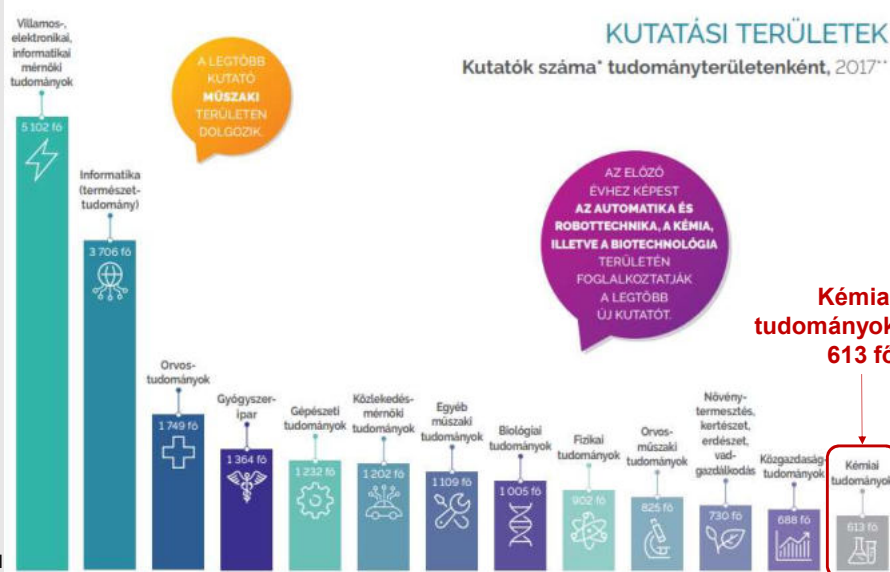 KUTATÁSI TERÜLETEK
Kutatók száma* tudományterületenként, 2017**
Villamos-,
elektronikai,
informatikai
mérnöki
tudományok
5 102 fő
A LEGTÖBB
KUTATÓ
MŰSZAKI
TERÜLETEN
DOLGOZIK.
Informatika
(természet-
tudomány)
3 706 fő
AZ ELŐZŐ
ÉVHEZ KÉPEST
AZ AUTOMATIKA ÉS
ROBOTTECHNIKA, A KÉMIA,
ILLETVE A BIOTECHNOLÓGIA
TERÜLETÉN
FOGLALKOZTATJÁK
A LEGTÖBB
ÚJ KUTATÓT.
Kémiai
tudományok
613 fő
Orvos-
tudományok
1 749 fő
Gyógyszer-
ipar
1 364 fő
Gépészeti
tudományok
1 232 fő
Közlekedés-
mérnöki
tudományok
1 202 fő
Egyéb
műszaki
tudományok
1 109 fő
Biológiai
tudományok
1 005 fő
Fizikai
tudományok
902 fő
Orvos-
műszaki
tudományok
825 fő
Növény-
termesztés,
kertészet,
erdészet,
vad-
gazdálkodás
730 fő
Közgazdaság-
tudományok
688 fő
Kémiai
tudományok
613 fő